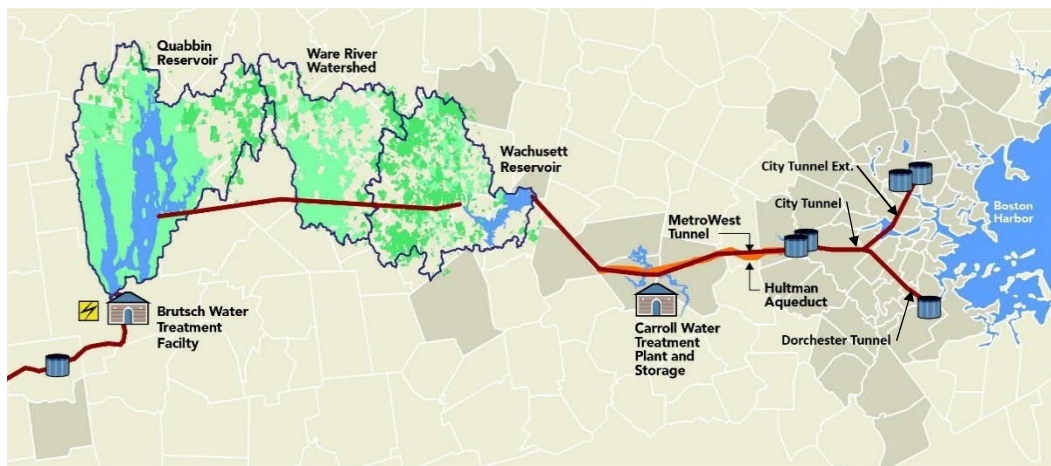 Quabbin
Reservoir
Ware River
Watershed
Wachusett
Reservoir
City Tunnel Ext.
City Tunnel
MetroWest
Tunnel
Boston
Harbor
Hultman
Aqueduct
Brutsch Water
Treatment
Facilty
Carroll Water
Treatment
Plant and
Storage
Dorchester Tunnel